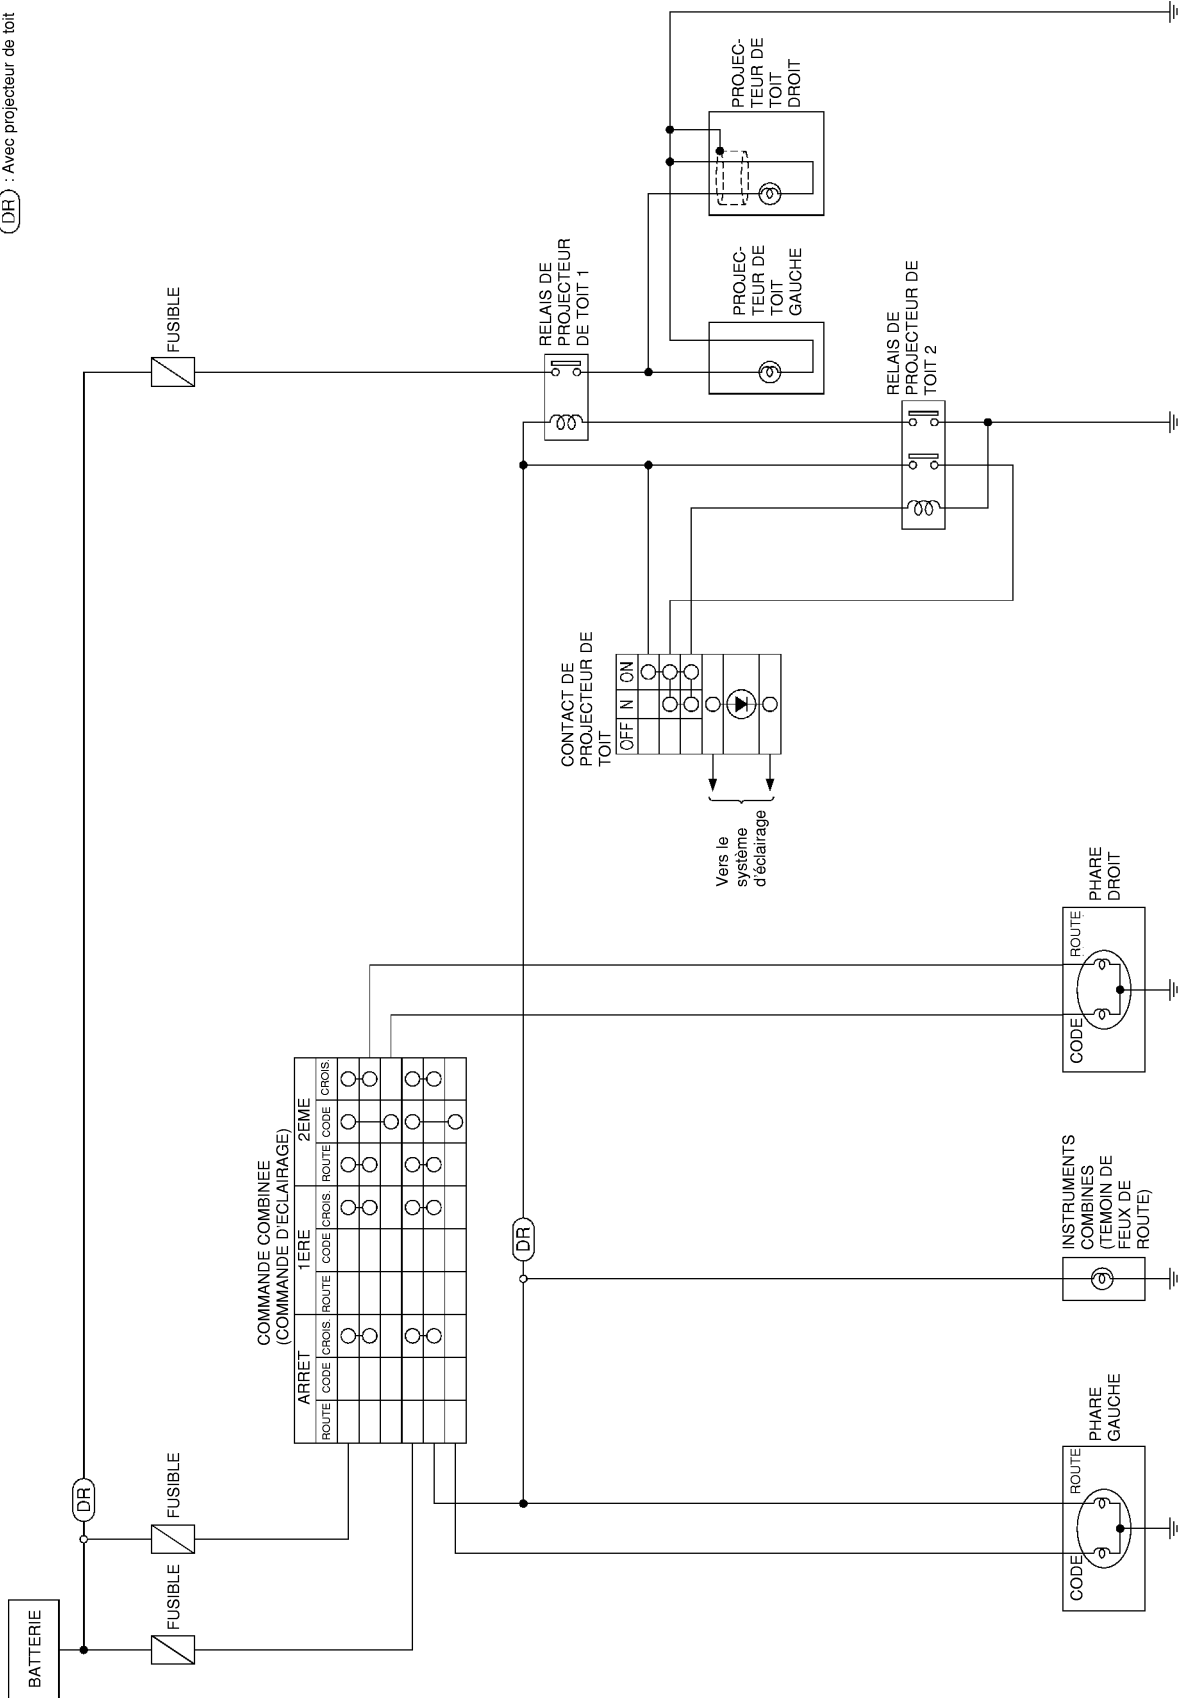 BATTERIE
DR
: Avec projecteur de toit
DR
FUSIBLE
FUSIBLE
FUSIBLE
COMMANDE COMBINEE
(COMMANDE D'ECLAIRAGE)
ARRET
1ERE
2EME
ROUTE
CODE
CROIS.
ROUTE
CODE
CROIS.
ROUTE
CODE
CROIS.
RELAIS DE
PROJECTEUR
DE TOIT 1
DR
CONTACT DE
PROJECTEUR DE
TOIT
OFF
N
ON
Vers le
système
d'éclairage
PROJEC-
TEUR DE
TOIT
GAUCHE
PROJEC-
TEUR DE
TOIT
DROIT
RELAIS DE
PROJECTEUR DE
TOIT 2
PHARE
GAUCHE
CODE
ROUTE
INSTRUMENTS
COMBINES
(TEMOIN DE
FEUX DE
ROUTE)
PHARE
DROIT
CODE
ROUTE